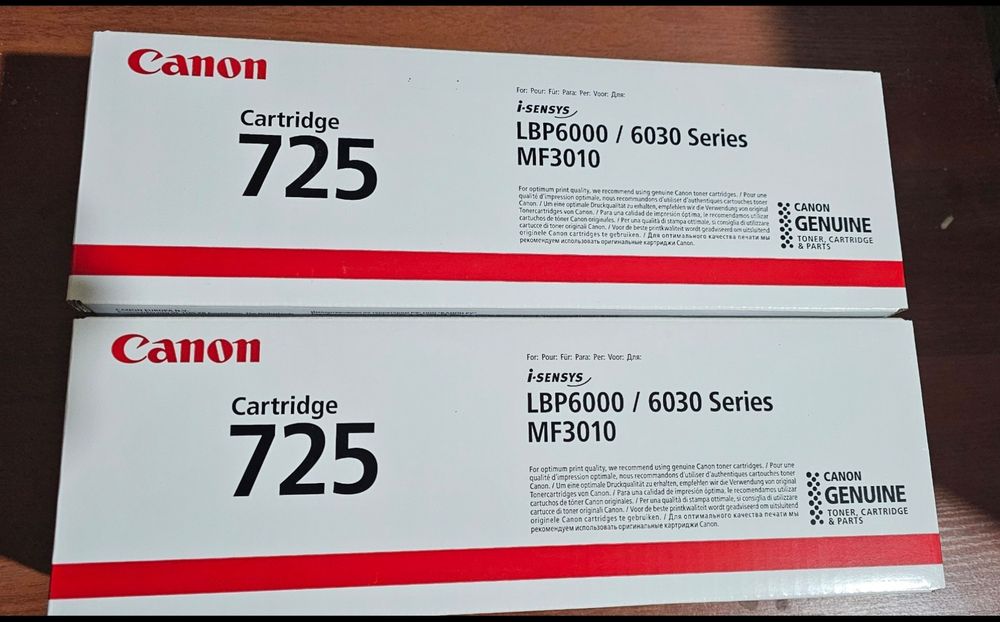 Canon
Cartridge
725
For: Pour: Für: Para: Per: Voor: Для:
i-SENSYS
LBP6000 / 6030 Series
MF3010
For optimum print quality, we recommend using genuine Canon toner cartridges. / Pour une
qualité d'impression optimale, nous recommandons d'utiliser d'authentiques cartouches toner
Canon. / Um eine optimale Druckqualität zu erhalten, empfehlen wir die Verwendung von original
Tonercartridges von Canon. / Para una calidad de impresión óptima, le recomendamos utilizar
cartuchos de tóner Canon originales. / Per una qualità di stampa ottimale, si consiglia di utilizzare
cartucce di toner originali Canon. / Voor de beste printkwaliteit wordt geadviseerd om uitsluitend
originele Canon cartridges te gebruiken. / Для оптимального качества печати мы
рекомендуем использовать оригинальные картриджи Canon.
CANON
GENUINE
TONER, CARTRIDGE
& PARTS
CANON EUROPA N.V.
Canon
Cartridge
725
For: Pour: Für: Para: Per: Voor: Для:
i-SENSYS
LBP6000 / 6030 Series
MF3010
For optimum print quality, we recommend using genuine Canon toner cartridges. / Pour une
qualité d'impression optimale, nous recommandons d'utiliser d'authentiques cartouches toner
Canon. / Um eine optimale Druckqualität zu erhalten, empfehlen wir die Verwendung von original
Tonercartridges von Canon. / Para una calidad de impresión óptima, le recomendamos utilizar
cartuchos de tóner Canon originales. / Per una qualità di stampa ottimale, si consiglia di utilizzare
cartucce di toner originali Canon. / Voor de beste printkwaliteit wordt geadviseerd om uitsluitend
originele Canon cartridges te gebruiken. / Для оптимального качества печати мы
рекомендуем использовать оригинальные картриджи Canon.
CANON
GENUINE
TONER, CARTRIDGE
& PARTS